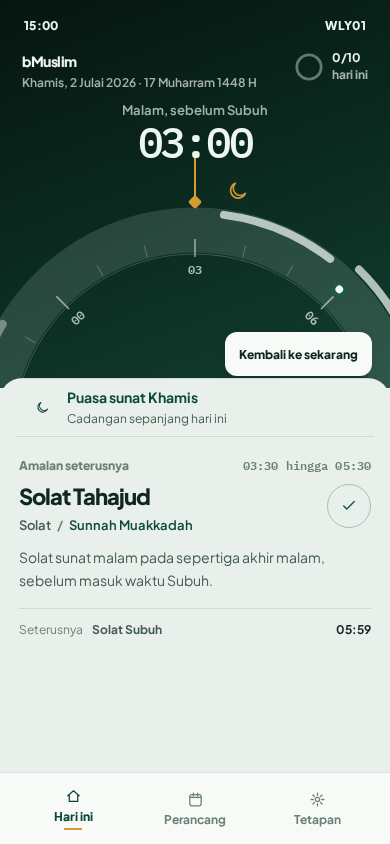 15:00
WLY01
bMuslim
Khamis, 2 Julai 2026 · 17 Muharram 1448 H
0/10
hari ini
Malam, sebelum Subuh
03:00
03
00
06
Kembali ke sekarang
Puasa sunat Khamis
Cadangan sepanjang hari ini
Amalan seterusnya
03:30 hingga 05:30
Solat Tahajud
Solat / Sunnah Muakkadah
Solat sunat malam pada sepertiga akhir malam,
sebelum masuk waktu Subuh.
Seterusnya Solat Subuh
05:59
Hari ini
Perancang
Tetapan